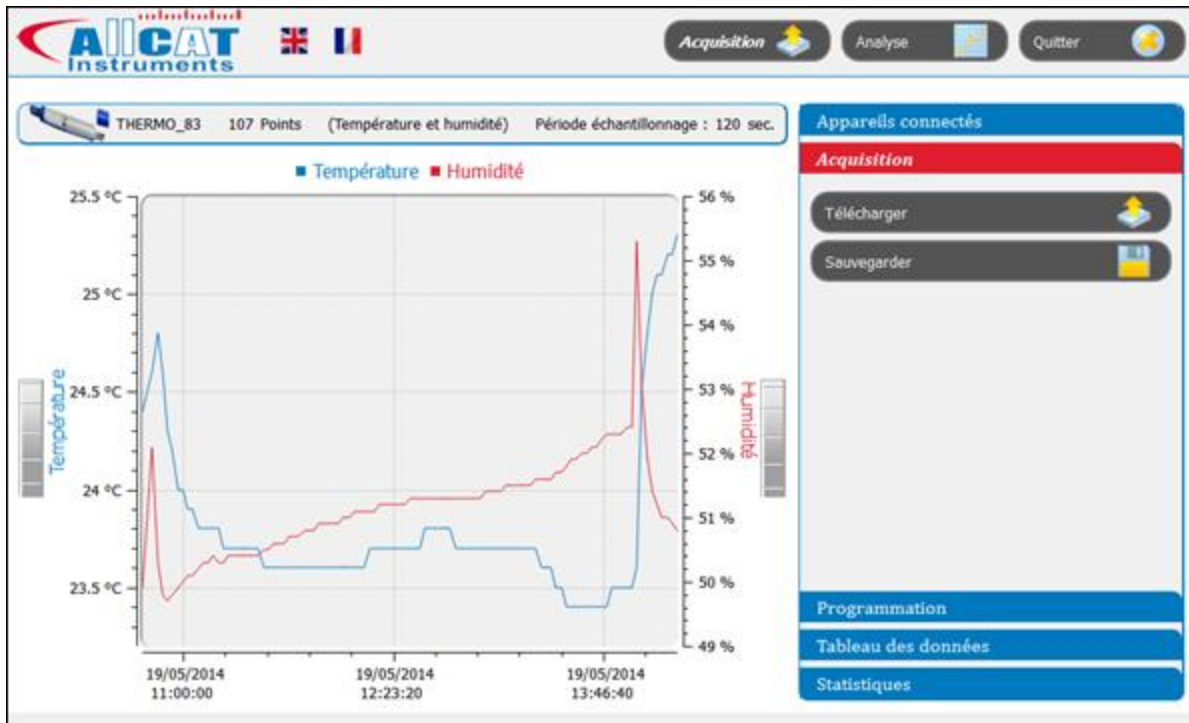 AllCAT
Instruments
Acquisition
Analyse
Quitter
THERMO_83 107 Points (Température et humidité) Période échantillonnage : 120 sec.
Température Humidité
25.5 °C
25 °C
24.5 °C
24 °C
23.5 °C
Température
56 %
55 %
54 %
53 %
52 %
51 %
50 %
49 %
Humidité
19/05/2014
11:00:00
19/05/2014
12:23:20
19/05/2014
13:46:40
Appareils connectés
Acquisition
Télécharger
Sauvegarder
Programmation
Tableau des données
Statistiques